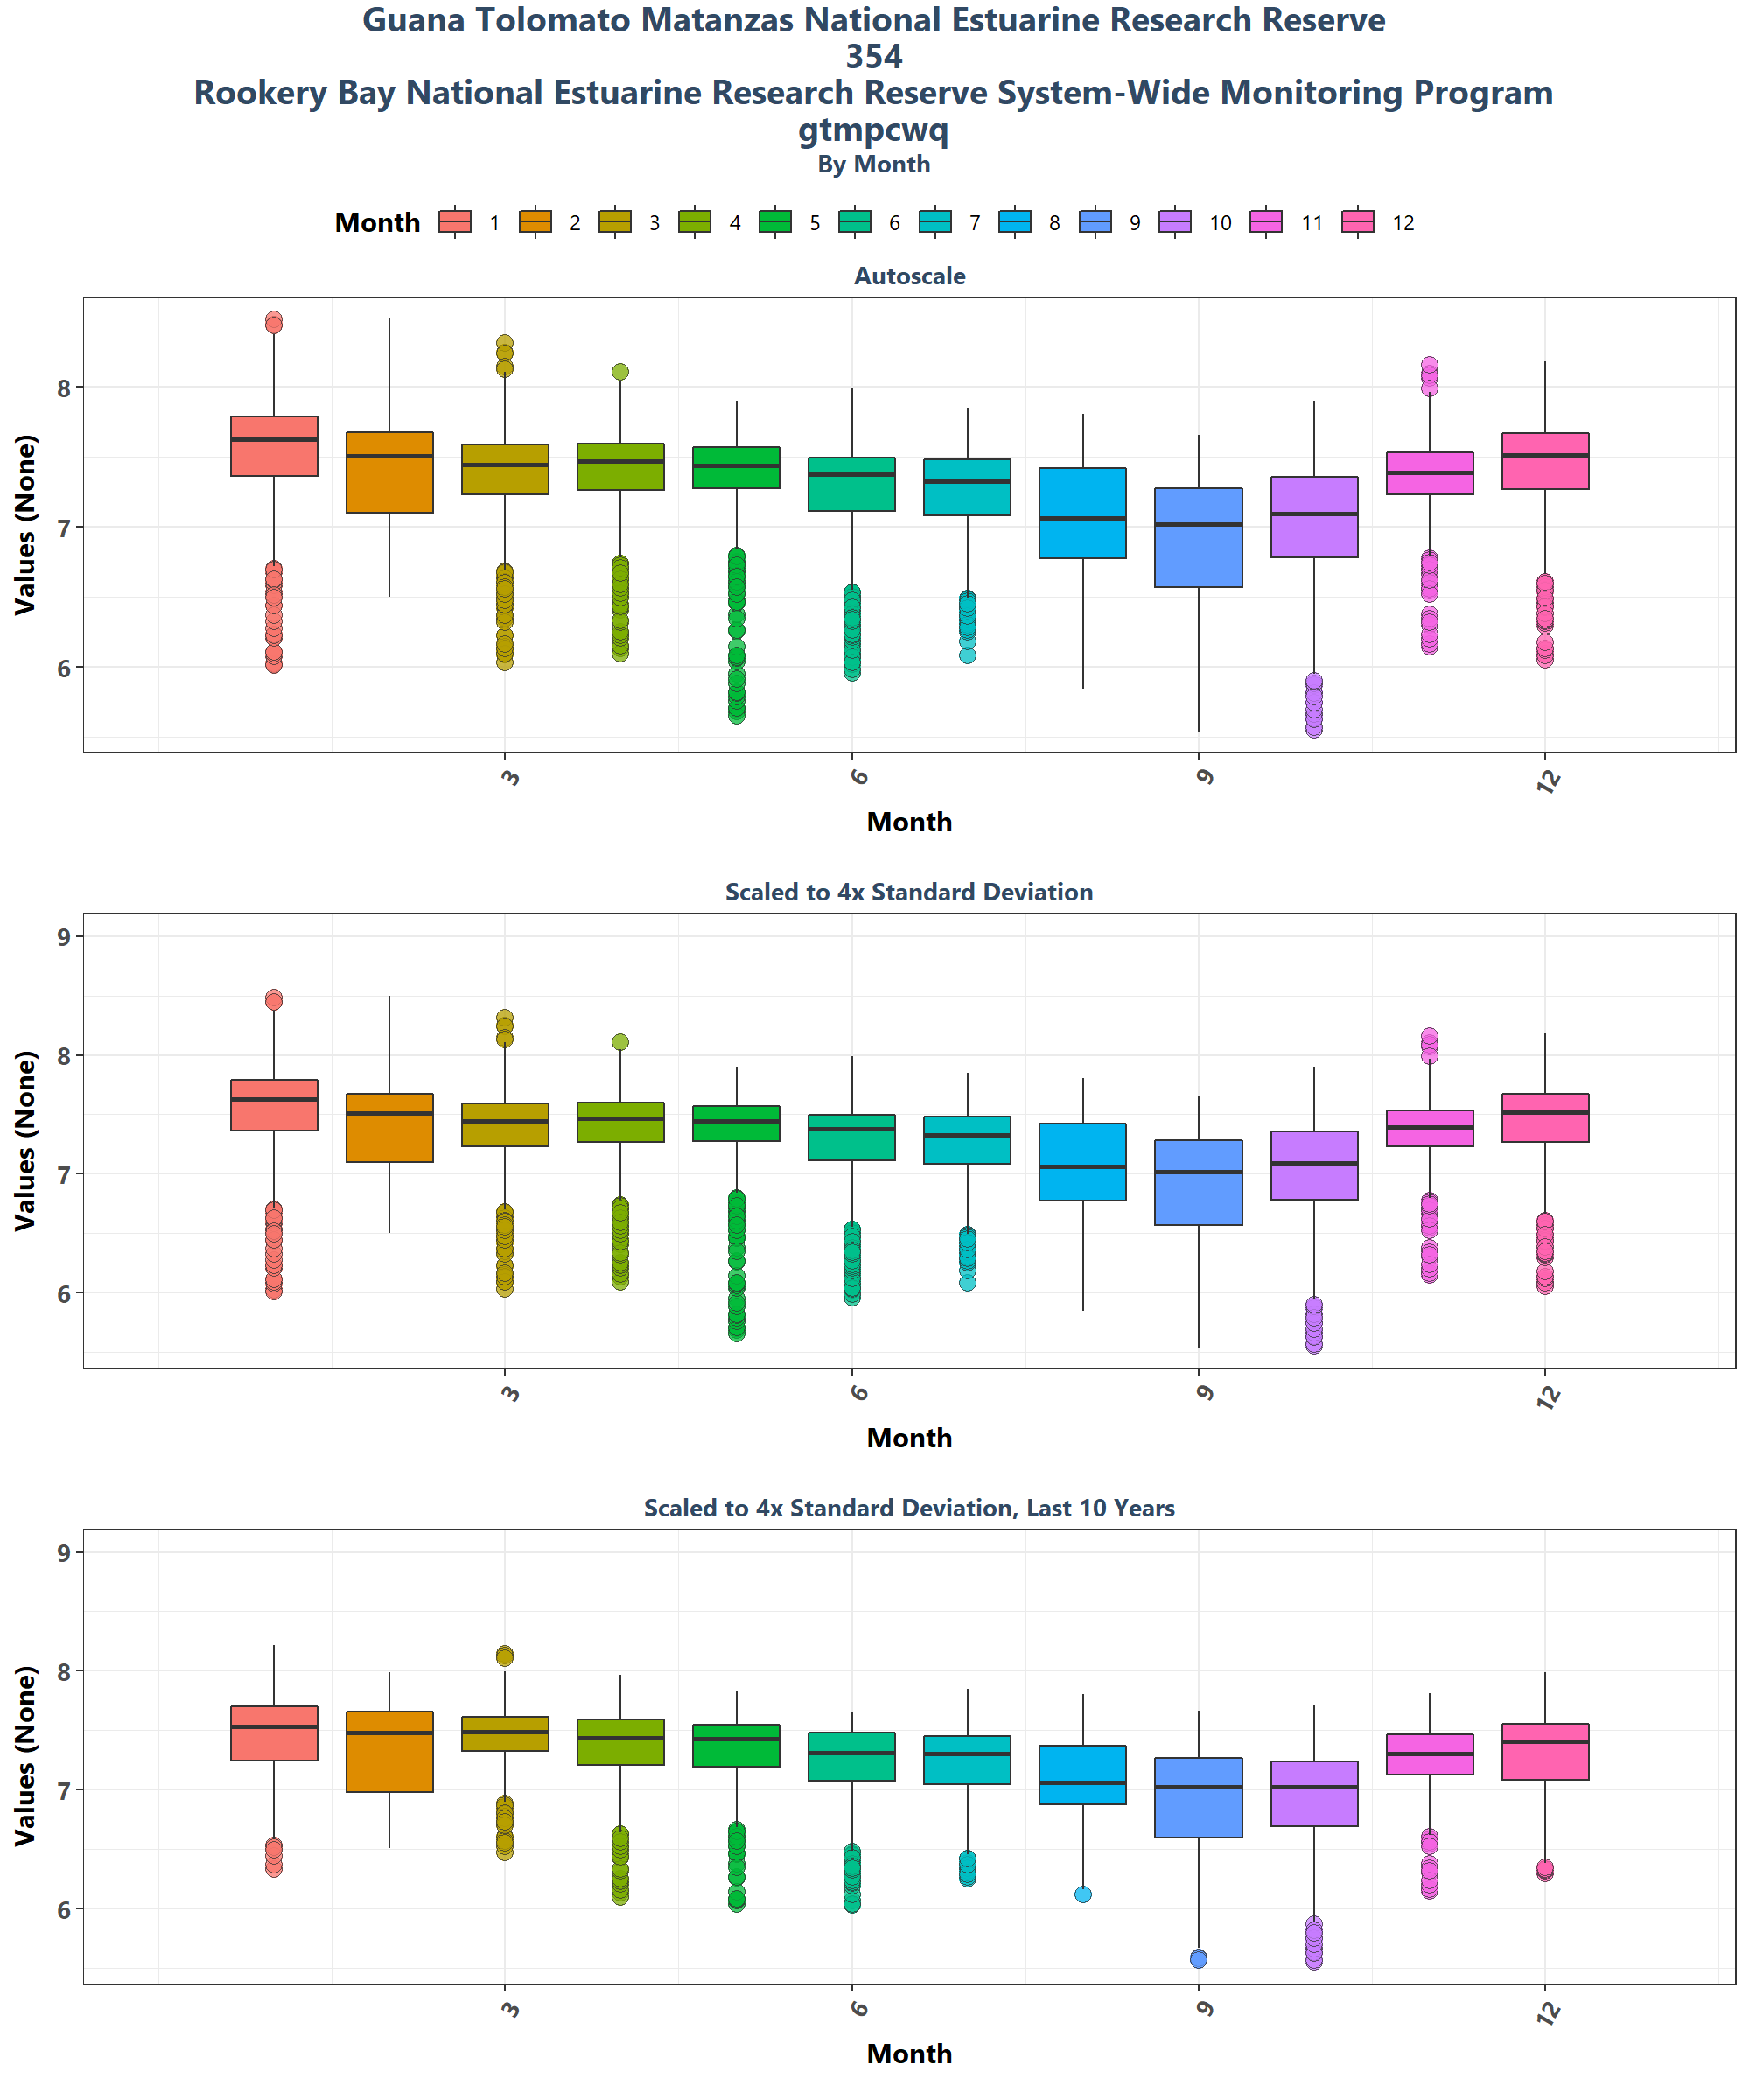 Guana Tolomato Matanzas National Estuarine Research Reserve
354
Rookery Bay National Estuarine Research Reserve System-Wide Monitoring Program
gtmpcwq
By Month
Month 1 2 3 4 5 6 7 8 9 10 11 12
Autoscale
Values (None)
8
7
6
3 6 9 12
Month
Scaled to 4x Standard Deviation
Values (None)
9
8
7
6
3 6 9 12
Month
Scaled to 4x Standard Deviation, Last 10 Years
Values (None)
9
8
7
6
3 6 9 12
Month